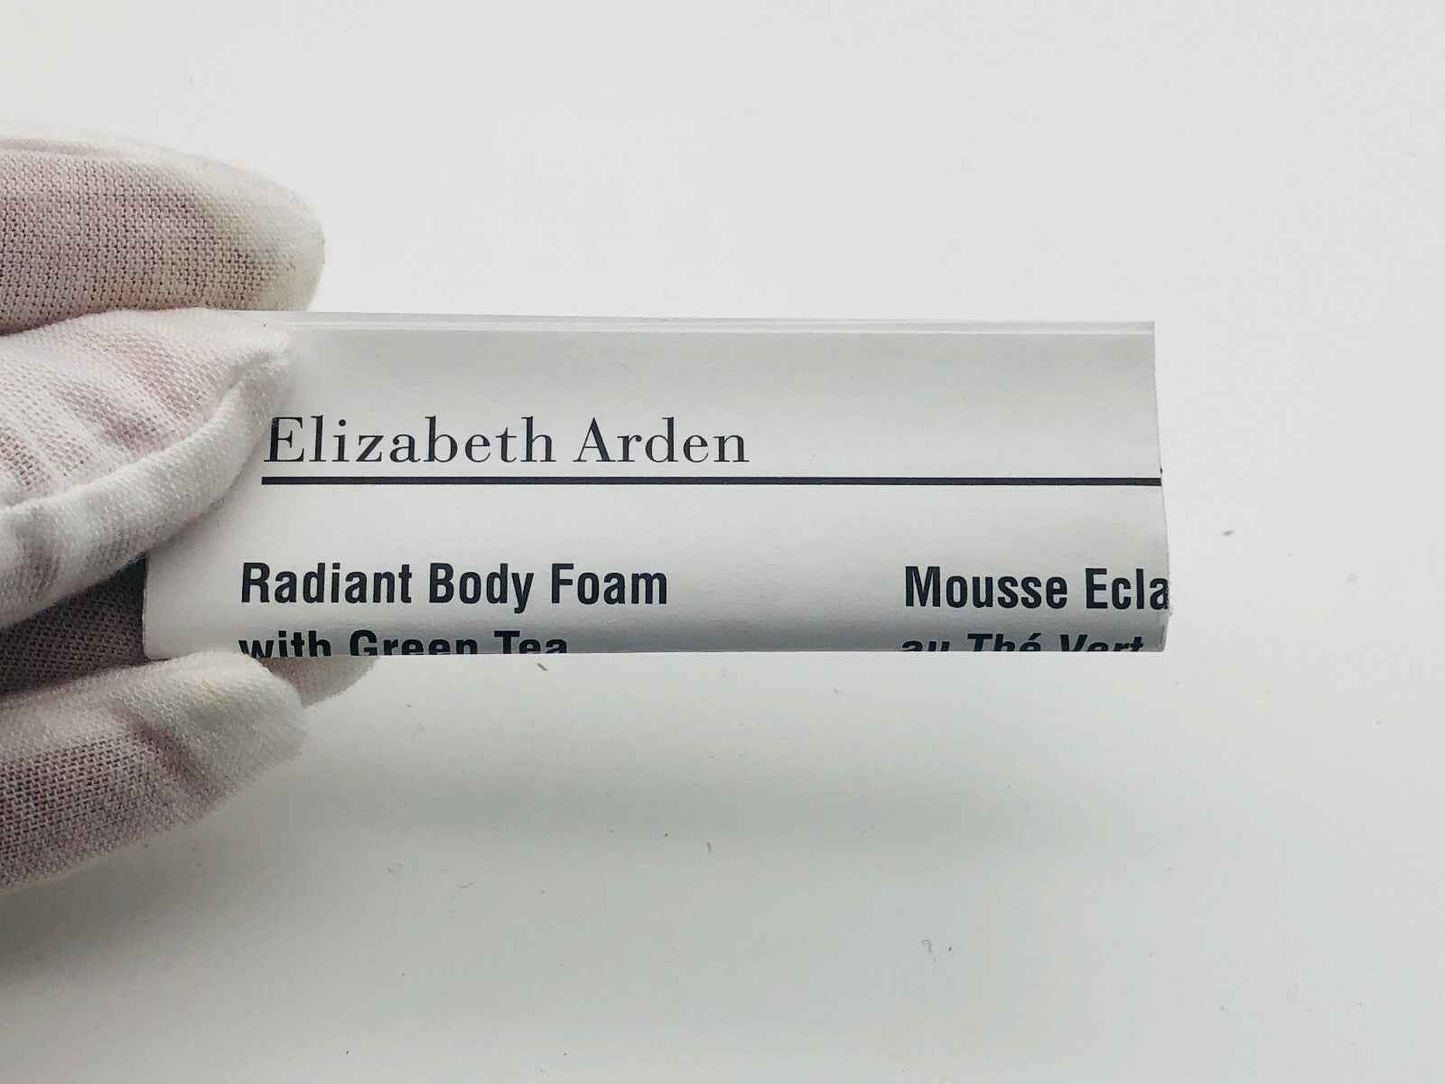 Elizabeth Arden
Radiant Body Foam
with Green Tea
Mousse Ecla
au Thé Vert